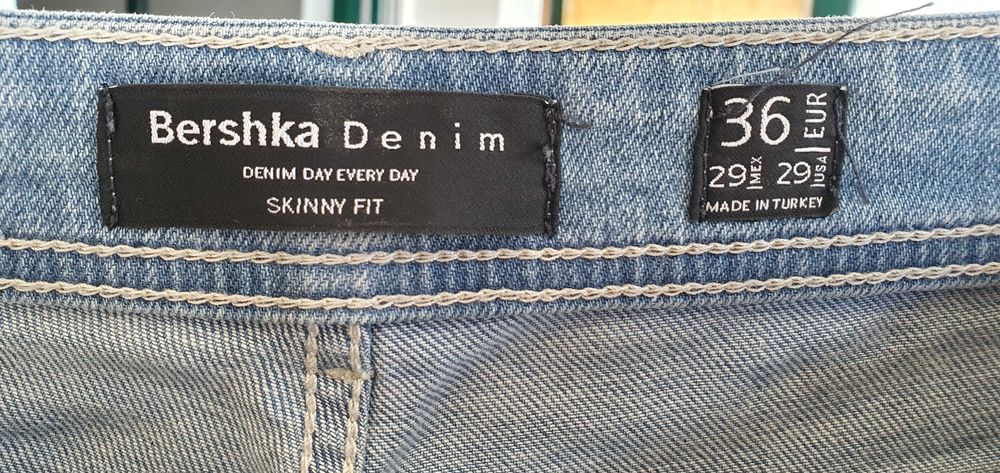 Bershka Denim
DENIM DAY EVERY DAY
SKINNY FIT
36 EUR
29 MEX 29 USA
MADE IN TURKEY